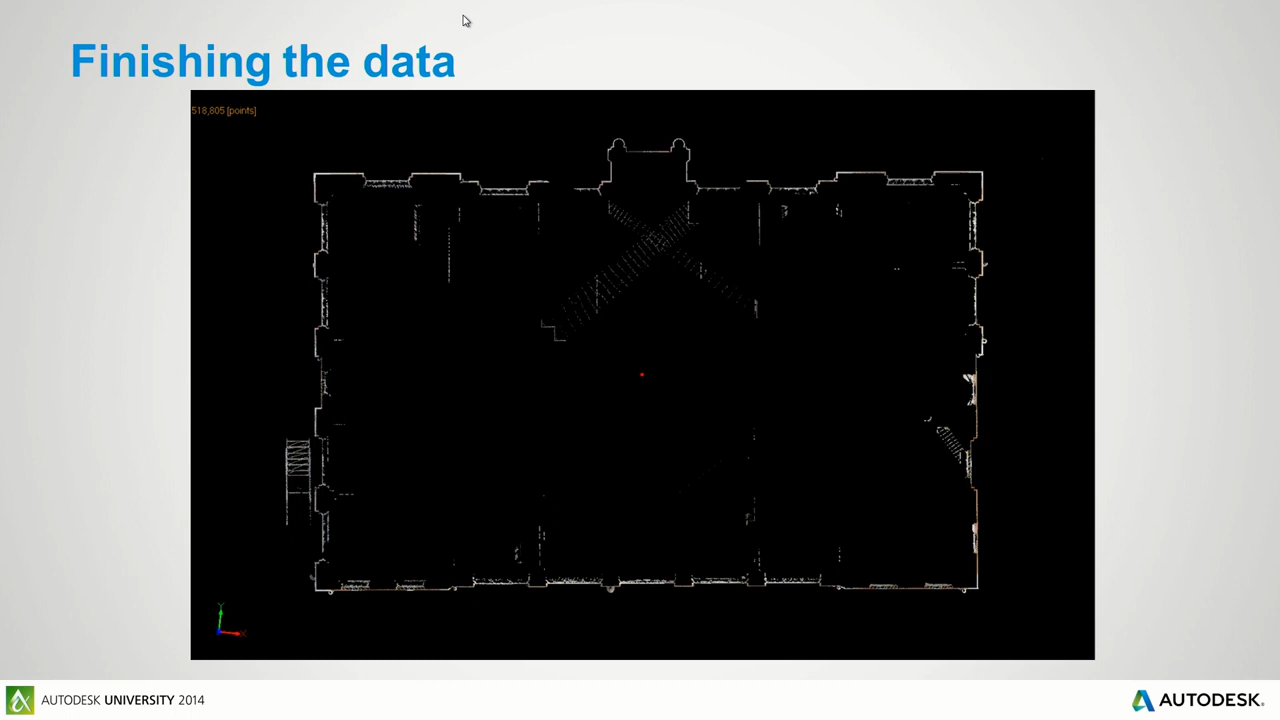 Finishing the data
518,805 [points]
Y
X
AUTODESK UNIVERSITY 2014
AUTODESK.